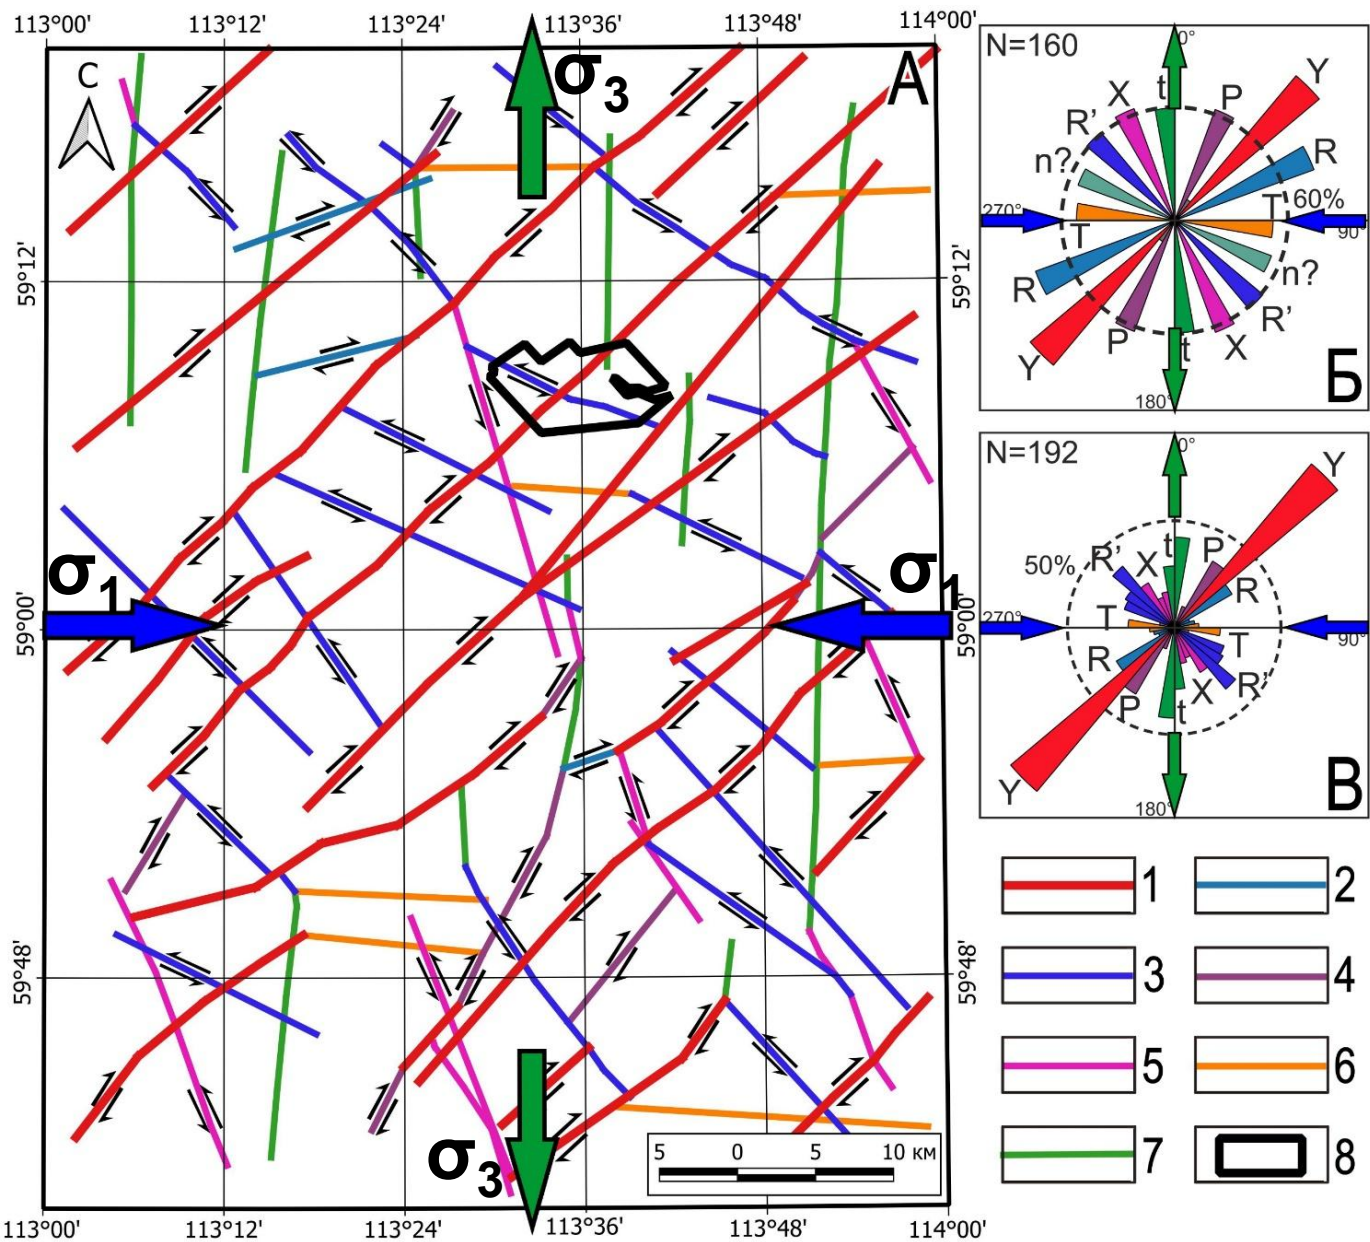 113°00' 113°12' 113°24' 113°36' 113°48' 114°00'
С
σ3
А
59°12'
59°12'
σ1
σ1
59°00'
59°00'
59°48'
59°48'
σ3
5 0 5 10 км
113°00' 113°12' 113°24' 113°36' 113°48' 114°00'
N=160
0°
Y
X t P
R' R
n?
60%
270° T T 90°
R n?
R'
P t X
Y
180°
Б
N=192
0°
Y
t P
R' X R
50%
T
270° 90°
R T
R'
X
P t
Y
180°
В
1 2
3 4
5 6
7 8